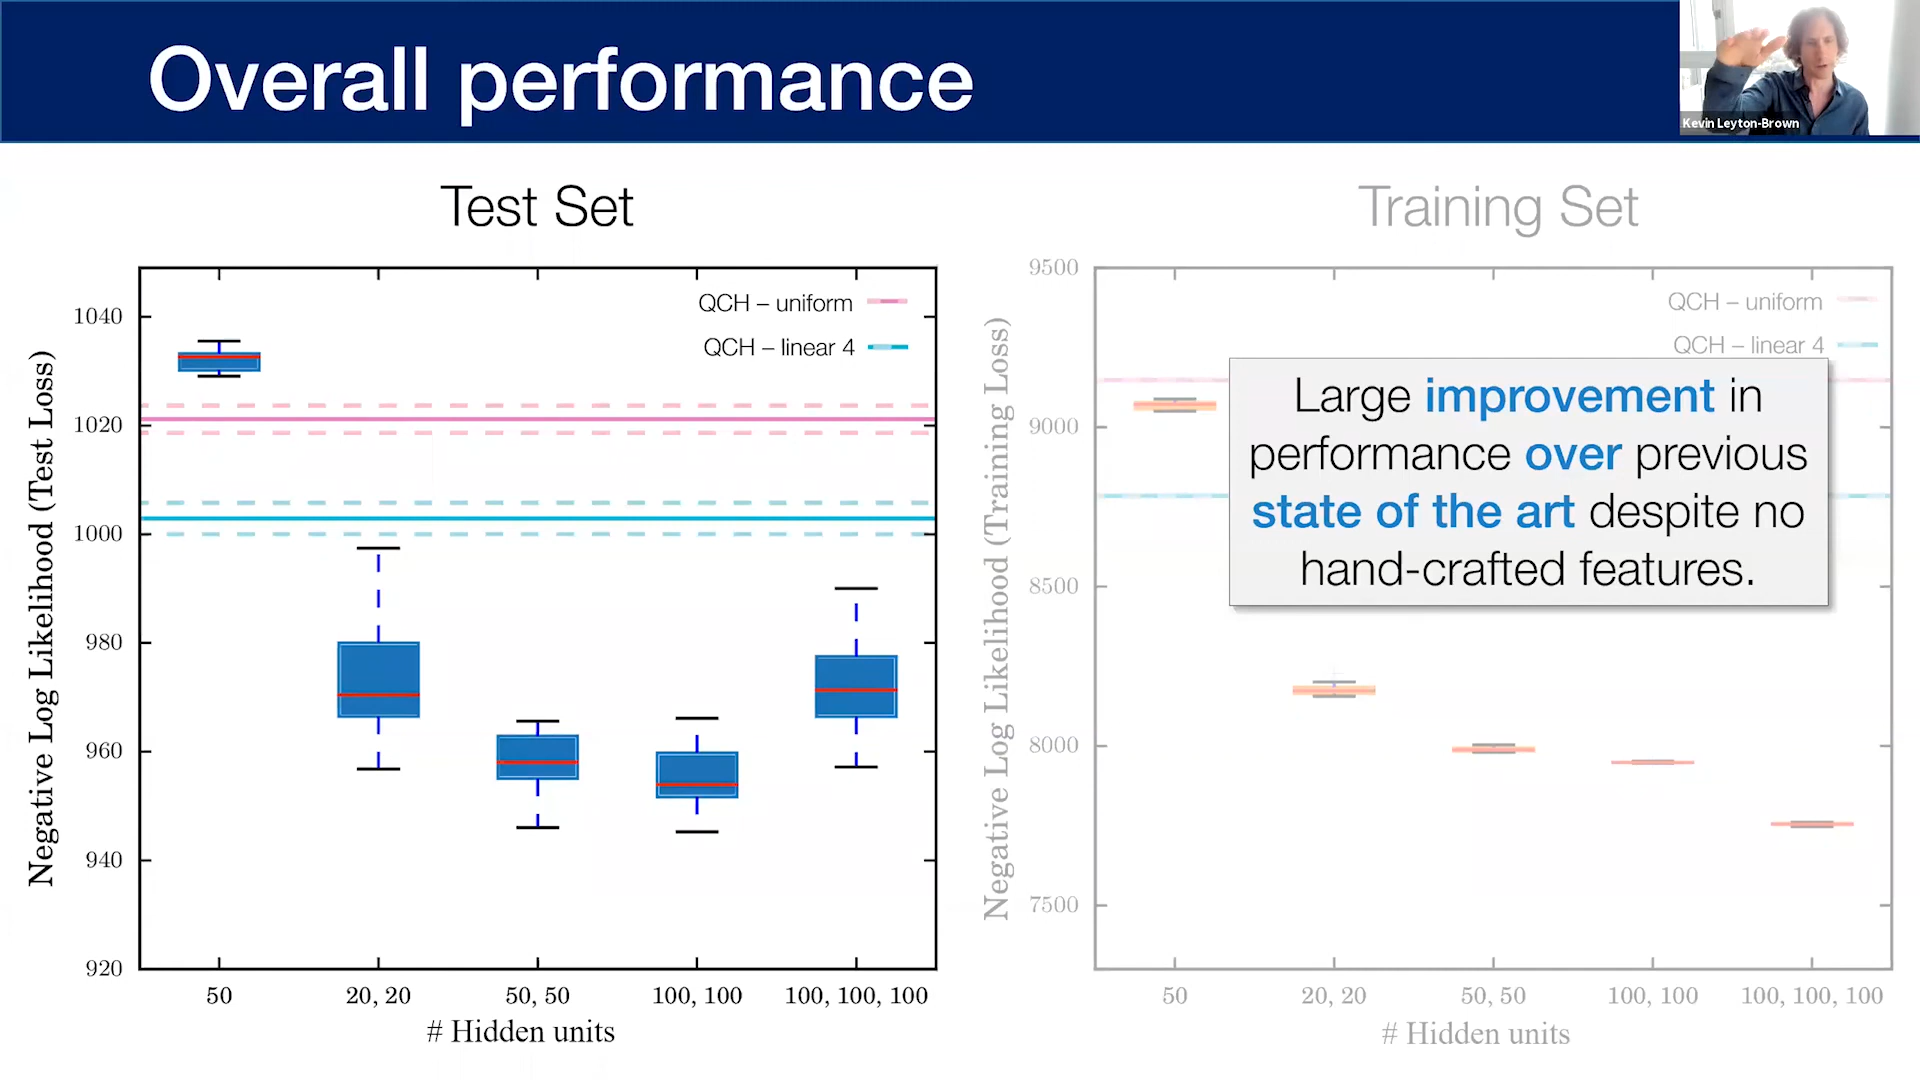 Overall performance
Kevin Leyton-Brown
Test Set
Negative Log Likelihood (Test Loss)
1040
1020
1000
980
960
940
920
QCH – uniform
QCH – linear 4
50
20, 20
50, 50
100, 100
100, 100, 100
# Hidden units
Training Set
Negative Log Likelihood (Training Loss)
9500
9000
8500
8000
7500
QCH – uniform
QCH – linear 4
Large improvement in
performance over previous
state of the art despite no
hand-crafted features.
50
20, 20
50, 50
100, 100
100, 100, 100
# Hidden units